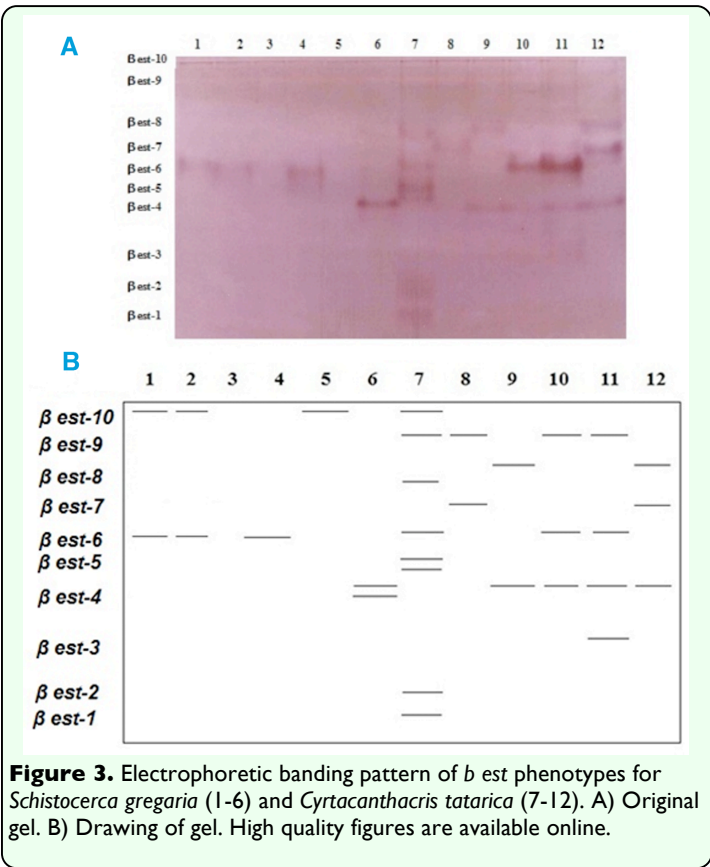 A
1 2 3 4 5 6 7 8 9 10 11 12
βest-10
βest-9
βest-8
βest-7
βest-6
βest-5
βest-4
βest-3
βest-2
βest-1
B
1 2 3 4 5 6 7 8 9 10 11 12
β est-10
β est-9
β est-8
β est-7
β est-6
β est-5
β est-4
β est-3
β est-2
β est-1
Figure 3. Electrophoretic banding pattern of b est phenotypes for
Schistocerca gregaria (1-6) and Cyrtacanthacris tatarica (7-12). A) Original
gel. B) Drawing of gel. High quality figures are available online.